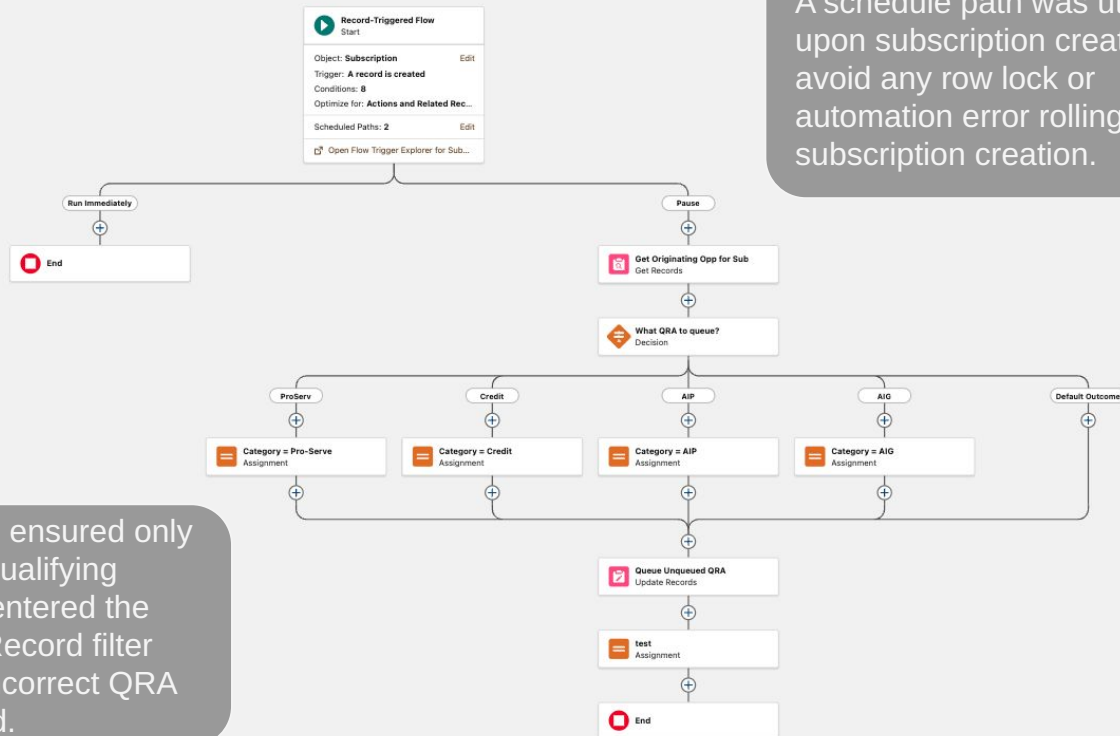 Record-Triggered Flow
Start
Object: Subscription Edit
Trigger: A record is created
Conditions: 8
Optimize for: Actions and Related Rec...
Scheduled Paths: 2 Edit
Open Flow Trigger Explorer for Sub...
A schedule path was
upon subscription
avoid any row lock or
automation error rolling
subscription creation.
Run Immediately
Pause
End
Get Originating Opp for Sub
Get Records
What QRA to queue?
Decision
ProServ
Credit
AIP
AIG
Default Outcome
Category = Pro-Serve
Assignment
Category = Credit
Assignment
Category = AIP
Assignment
Category = AIG
Assignment
ensured only
entered the
filter
correct QRA
Queue Unqueued QRA
Update Records
test
Assignment
End